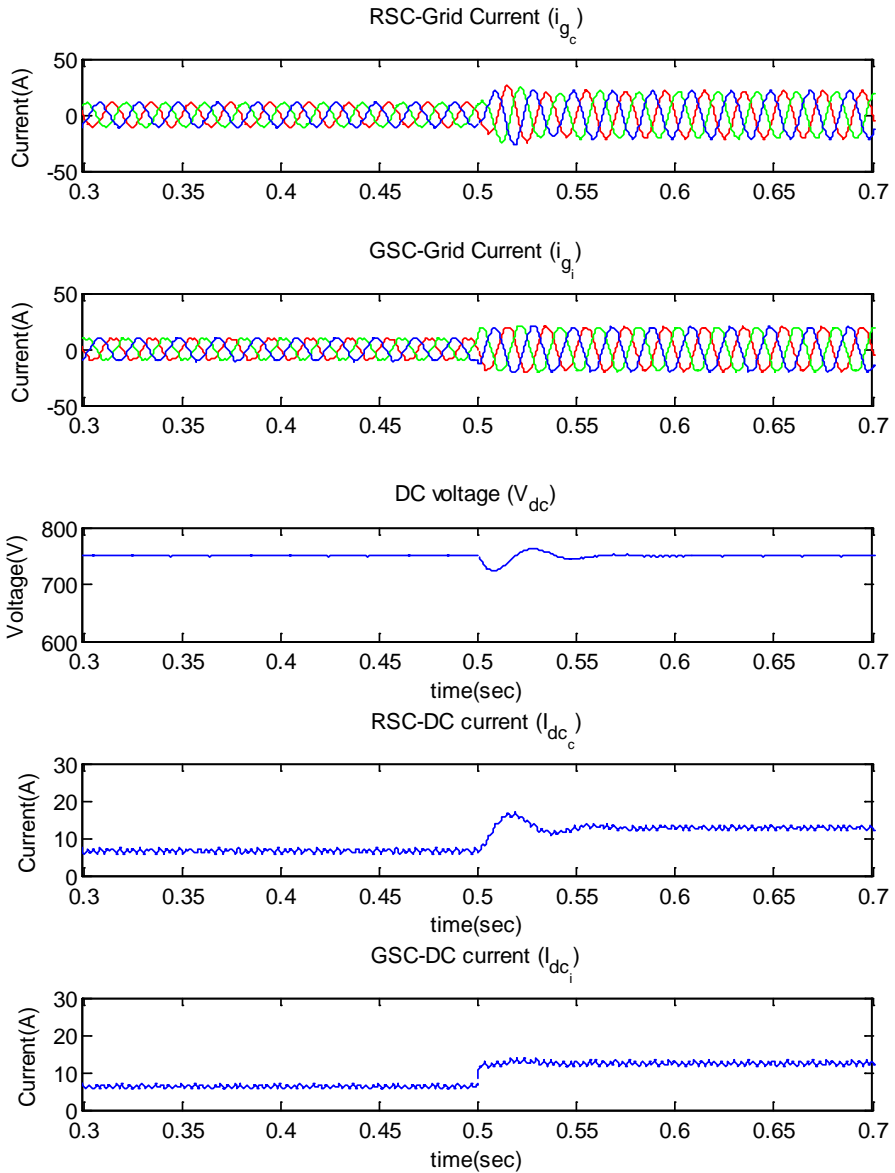 RSC-Grid Current (i_g_c)
Current(A)
50
0
-50
0.3 0.35 0.4 0.45 0.5 0.55 0.6 0.65 0.7
GSC-Grid Current (i_g_i)
Current(A)
50
0
-50
0.3 0.35 0.4 0.45 0.5 0.55 0.6 0.65 0.7
DC voltage (V_dc)
Voltage(V)
800
700
600
0.3 0.35 0.4 0.45 0.5 0.55 0.6 0.65 0.7
time(sec)
RSC-DC current (I_dc_c)
Current(A)
30
20
10
0
0.3 0.35 0.4 0.45 0.5 0.55 0.6 0.65 0.7
time(sec)
GSC-DC current (I_dc_i)
Current(A)
30
20
10
0
0.3 0.35 0.4 0.45 0.5 0.55 0.6 0.65 0.7
time(sec)